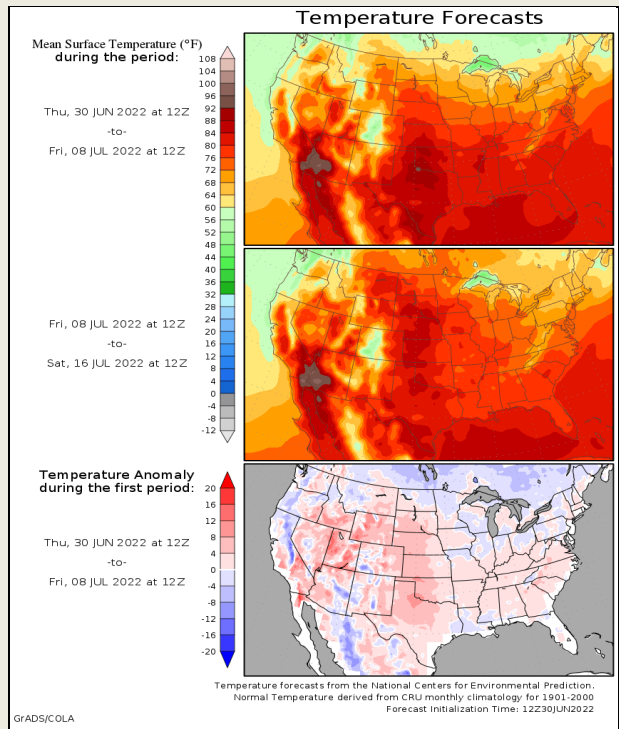 Temperature Forecasts
Mean Surface Temperature (°F)
during the period:
Thu, 30 JUN 2022 at 12Z
-to-
Fri, 08 JUL 2022 at 12Z
108
104
100
96
92
88
84
80
76
72
68
64
60
56
52
48
44
40
36
32
28
24
20
16
12
8
4
0
-4
-8
-12
Fri, 08 JUL 2022 at 12Z
-to-
Sat, 16 JUL 2022 at 12Z
Temperature Anomaly
during the first period:
Thu, 30 JUN 2022 at 12Z
-to-
Fri, 08 JUL 2022 at 12Z
20
16
12
8
4
0
-4
-8
-12
-16
-20
Temperature forecasts from the National Centers for Environmental Prediction.
Normal Temperature derived from CRU monthly climatology for 1901-2000
Forecast Initialization Time: 12Z30JUN2022
GrADS/COLA